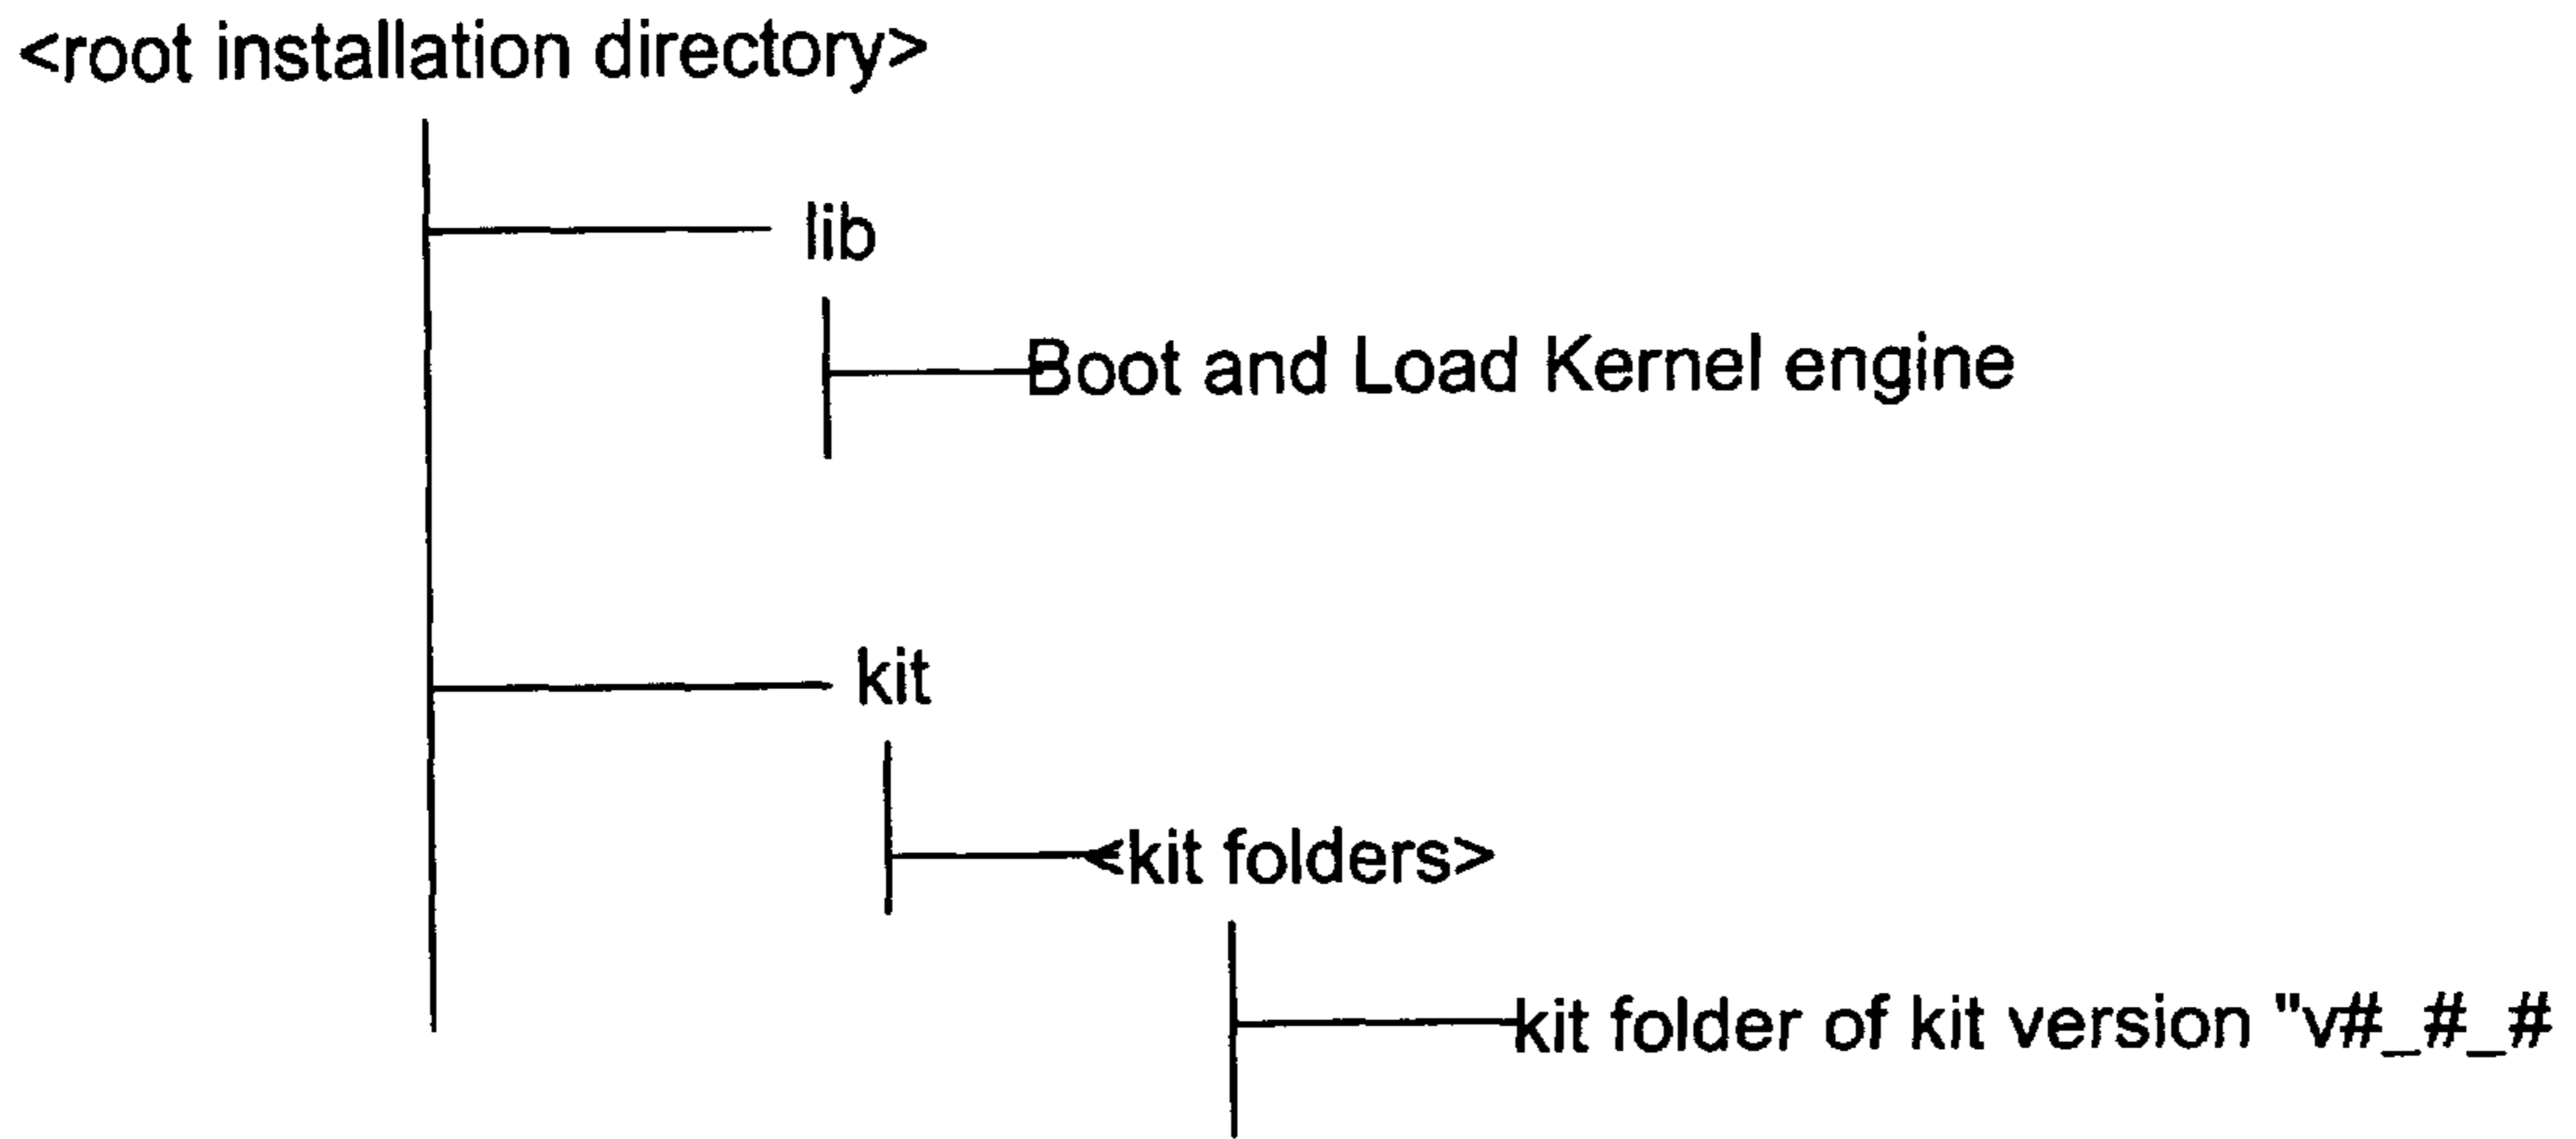 <root installation directory>
lib
Boot and Load Kernel engine
kit
<kit folders>
kit folder of kit version "v#_#_#